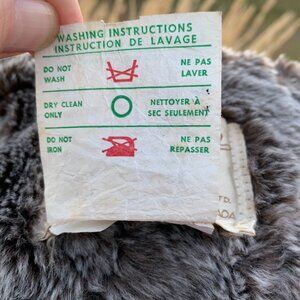 WASHING INSTRUCTIONS
INSTRUCTION DE LAVAGE
DO NOT WASH
NE PAS LAVER
DRY CLEAN ONLY
NETTOYER À SEC SEULEMENT
DO NOT IRON
NE PAS REPASSER
TD.